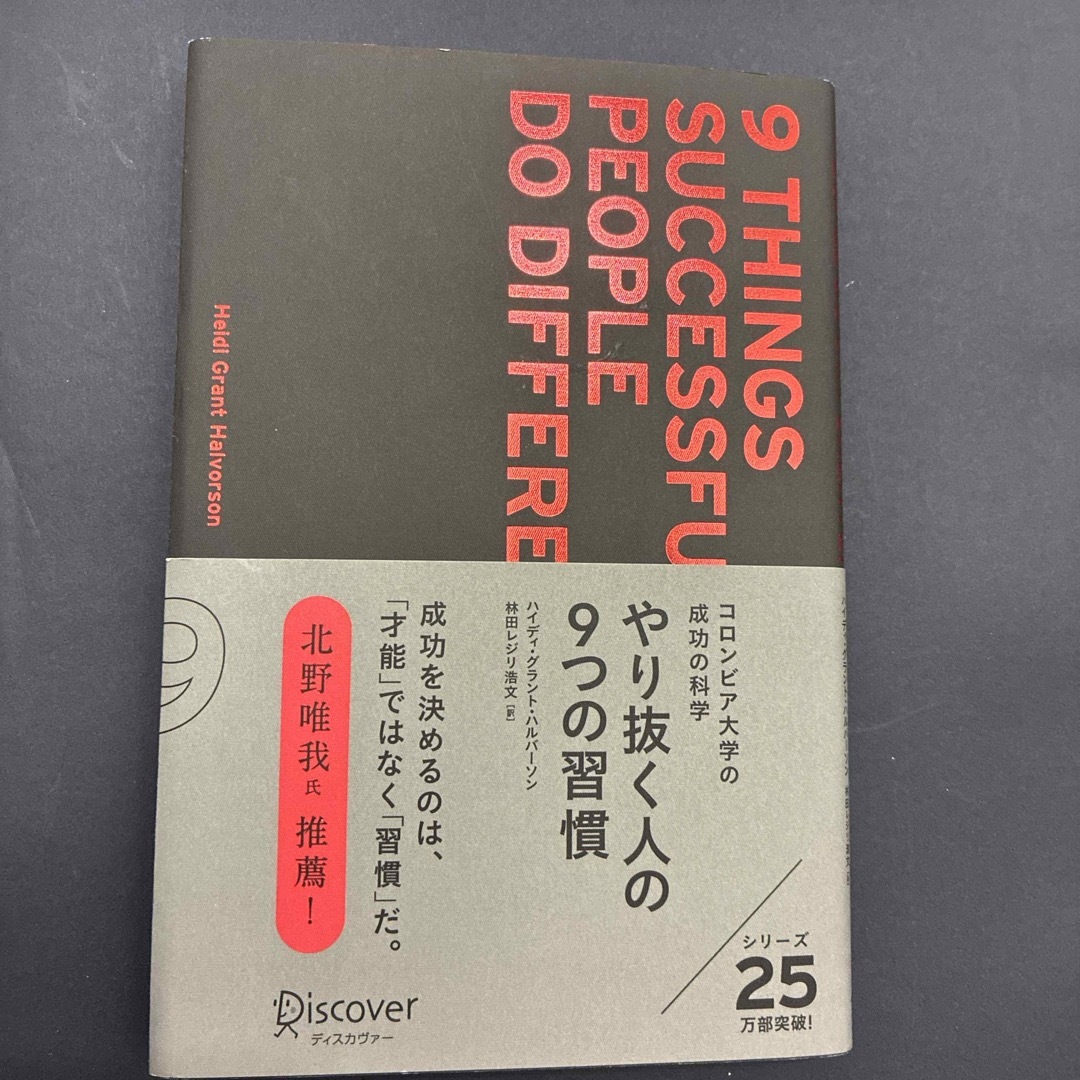 9 THINGS
SUCCESSFU
PEOPLE
DO DIFFERE
Heidi Grant Halvorson
コロンビア大学の
成功の科学
やり抜く人の
9つの習慣
ハイディ・グラント・ハルバーソン
林田レジリ浩文[訳]
成功を決めるのは、
「才能」ではなく「習慣」だ。
北野唯我氏 推薦!
9
シリーズ
25
万部突破!
Discover
ディスカヴァー